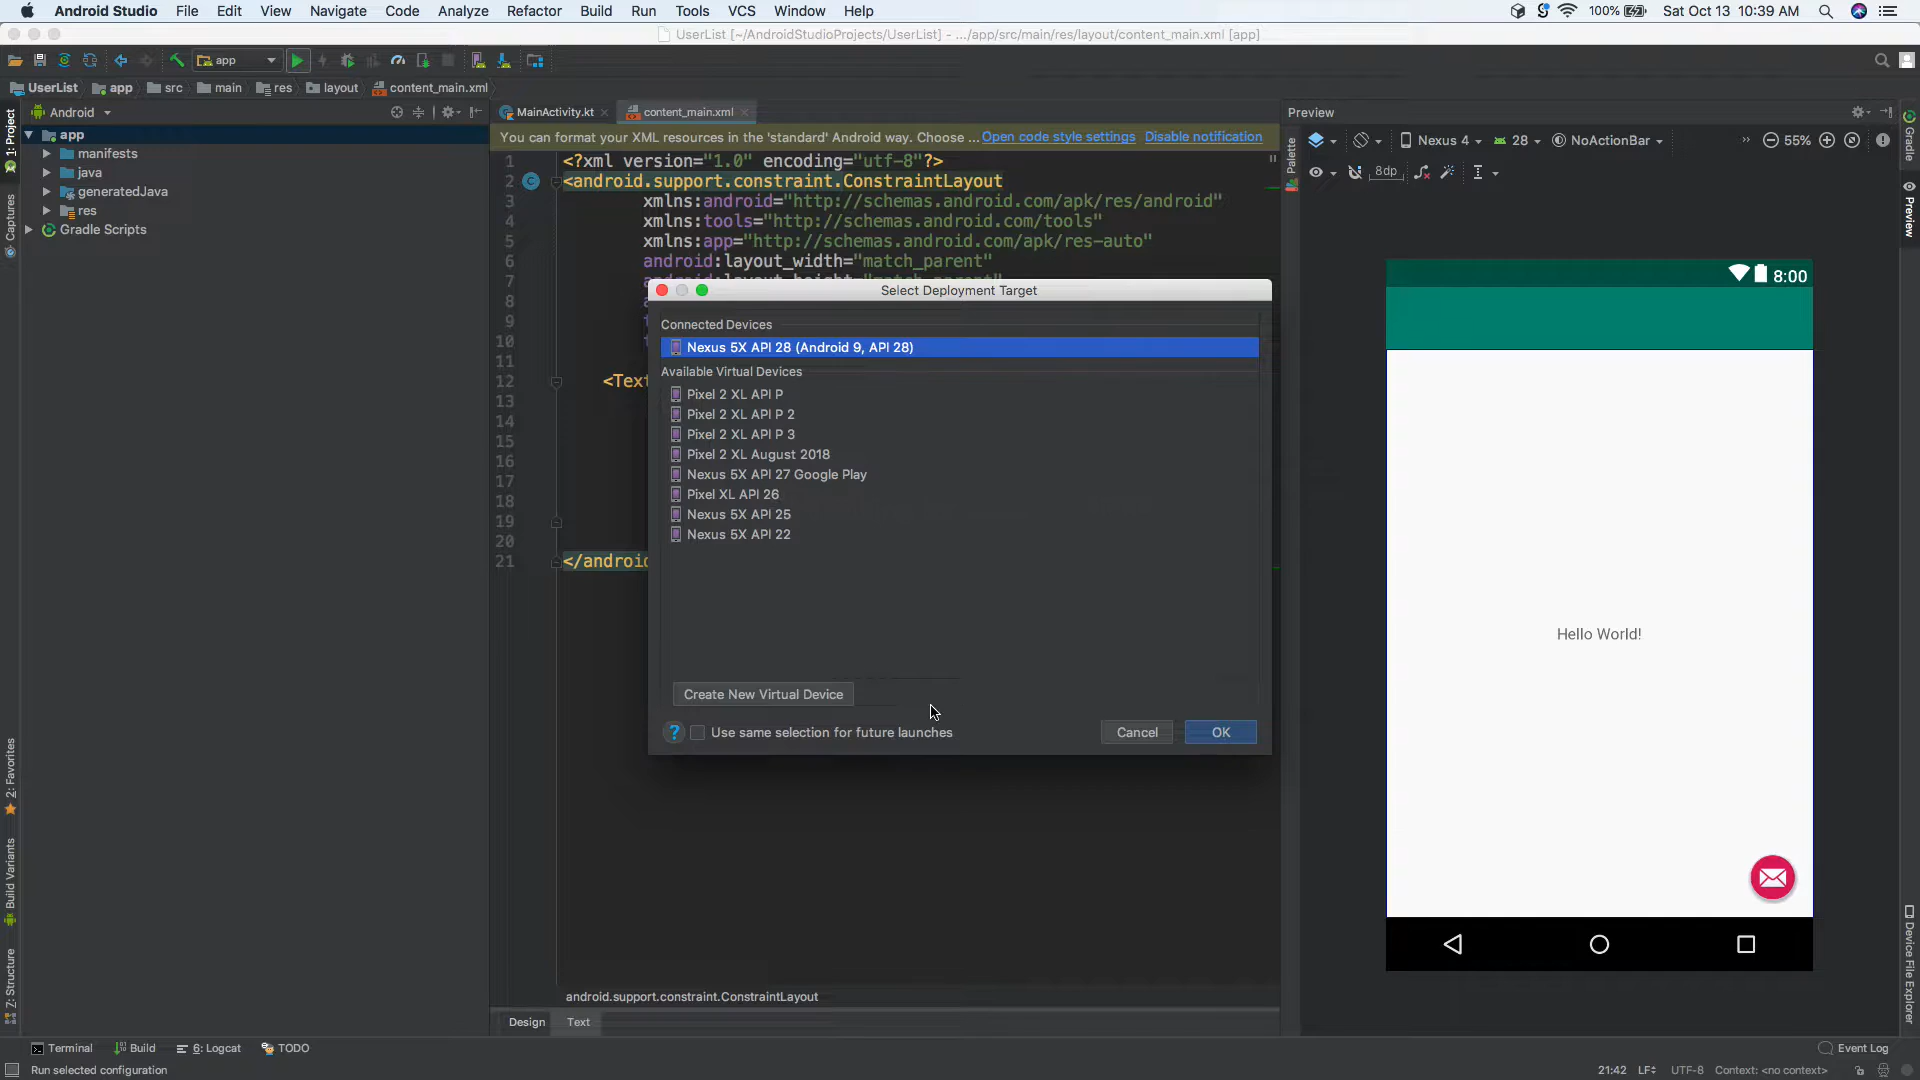 Android Studio File Edit View Navigate Code Analyze Refactor Build Run Tools VCS Window Help 100% Sat Oct 13 10:39 AM
UserList [~/AndroidStudioProjects/UserList] - .../app/src/main/res/layout/content_main.xml [app]
app
UserList app src main res layout content_main.xml
Android
MainActivity.kt content_main.xml
Preview
You can format your XML resources in the 'standard' Android way. Choose ... Open code style settings Disable notification
Nexus 4 28 NoActionBar 55%
8dp
app
manifests
java
generatedJava
res
Gradle Scripts
1: Project
Captures
2: Favorites
Build Variants
Z: Structure
1 <?xml version="1.0" encoding="utf-8"?>
2 <android.support.constraint.ConstraintLayout
3 xmlns:android="http://schemas.android.com/apk/res/android"
4 xmlns:tools="http://schemas.android.com/tools"
5 xmlns:app="http://schemas.android.com/apk/res-auto"
6 android:layout_width="match_parent"
7 android:layout_height="match_parent"
8
9
10
11
12 <Text
13
14
15
16
17
18
19
20
21 </android
Select Deployment Target
Connected Devices
Nexus 5X API 28 (Android 9, API 28)
Available Virtual Devices
Pixel 2 XL API P
Pixel 2 XL API P 2
Pixel 2 XL API P 3
Pixel 2 XL August 2018
Nexus 5X API 27 Google Play
Pixel XL API 26
Nexus 5X API 25
Nexus 5X API 22
Create New Virtual Device
? Use same selection for future launches Cancel OK
Palette
8:00
Hello World!
Gradle
Preview
Device File Explorer
android.support.constraint.ConstraintLayout
Design Text
Terminal Build 6: Logcat TODO Event Log
Run selected configuration 21:42 LF UTF-8 Context: <no context>